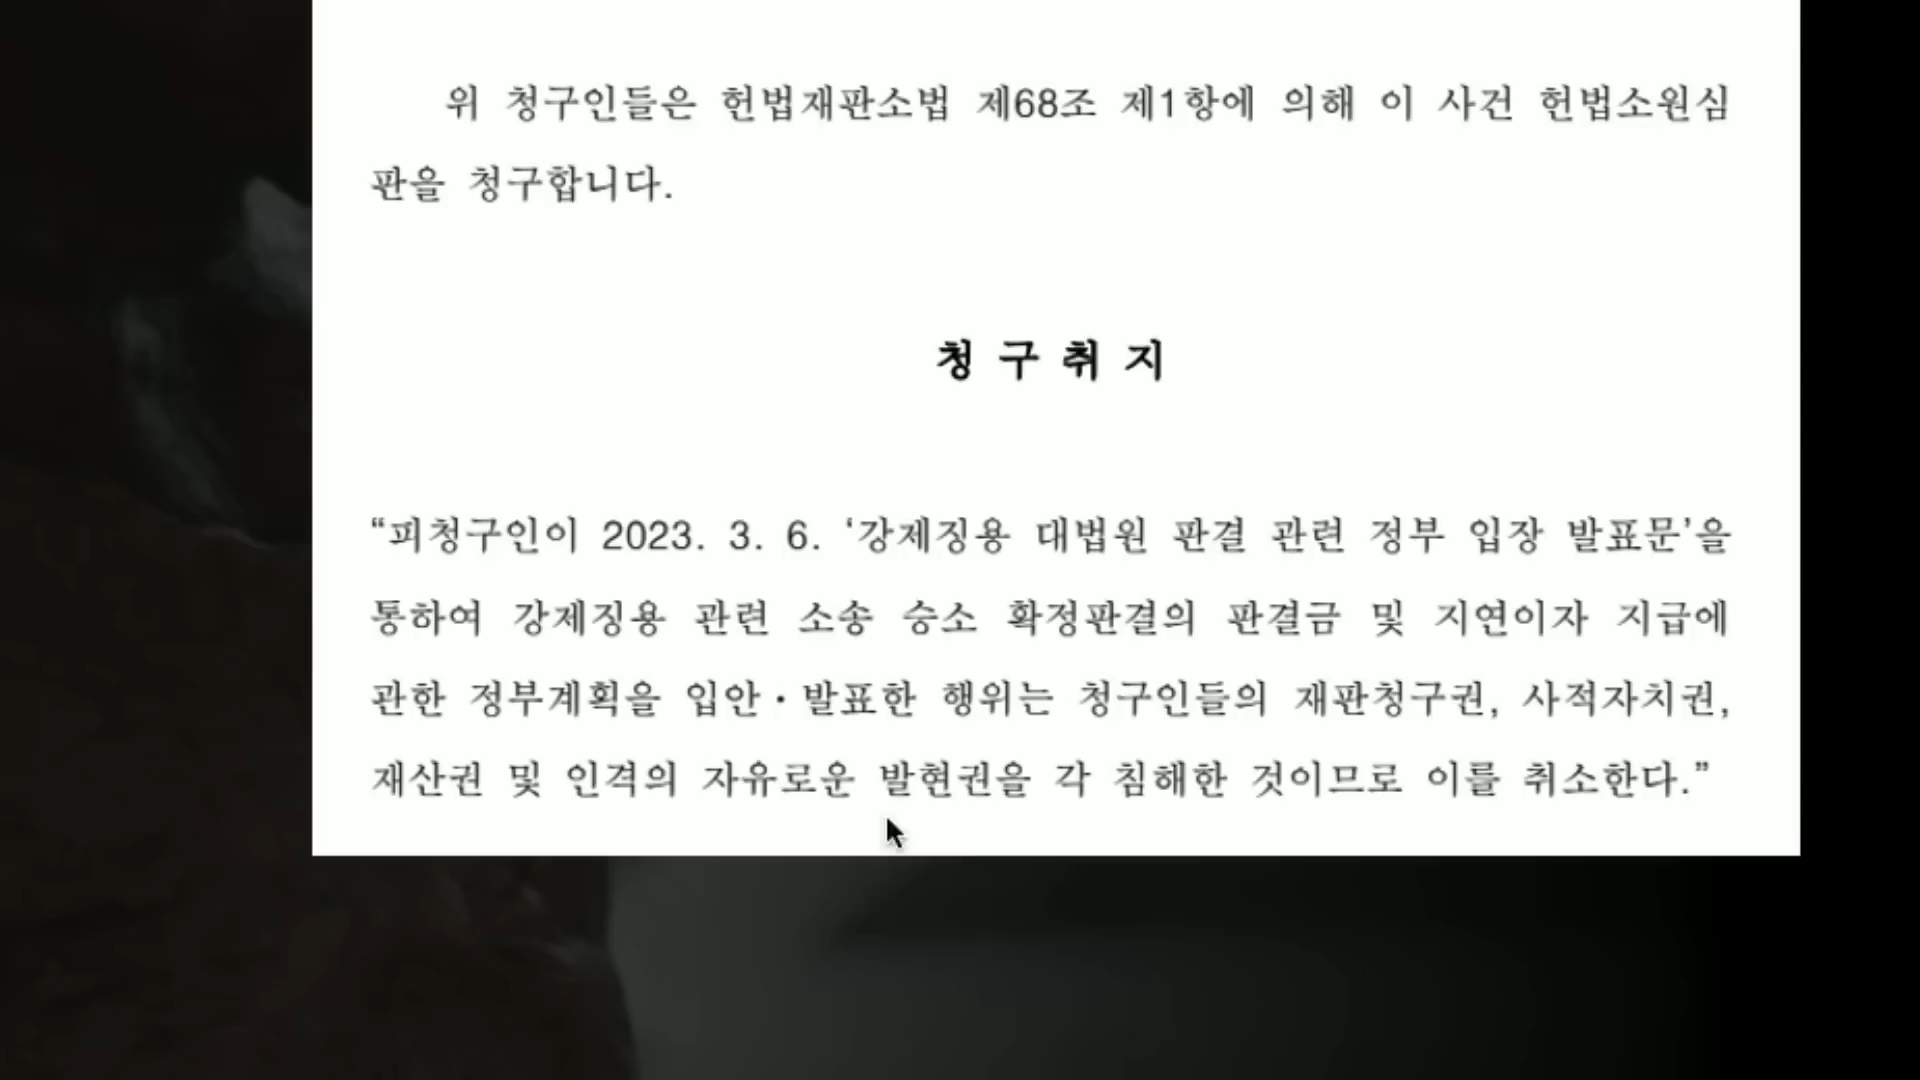 위 청구인들은 헌법재판소법 제68조 제1항에 의해 이 사건 헌법소원심
판을 청구합니다.
청 구 취 지
“피청구인이 2023. 3. 6. ‘강제징용 대법원 판결 관련 정부 입장 발표문’을
통하여 강제징용 관련 소송 승소 확정판결의 판결금 및 지연이자 지급에
관한 정부계획을 입안·발표한 행위는 청구인들의 재판청구권, 사적자치권,
재산권 및 인격의 자유로운 발현권을 각 침해한 것이므로 이를 취소한다.”